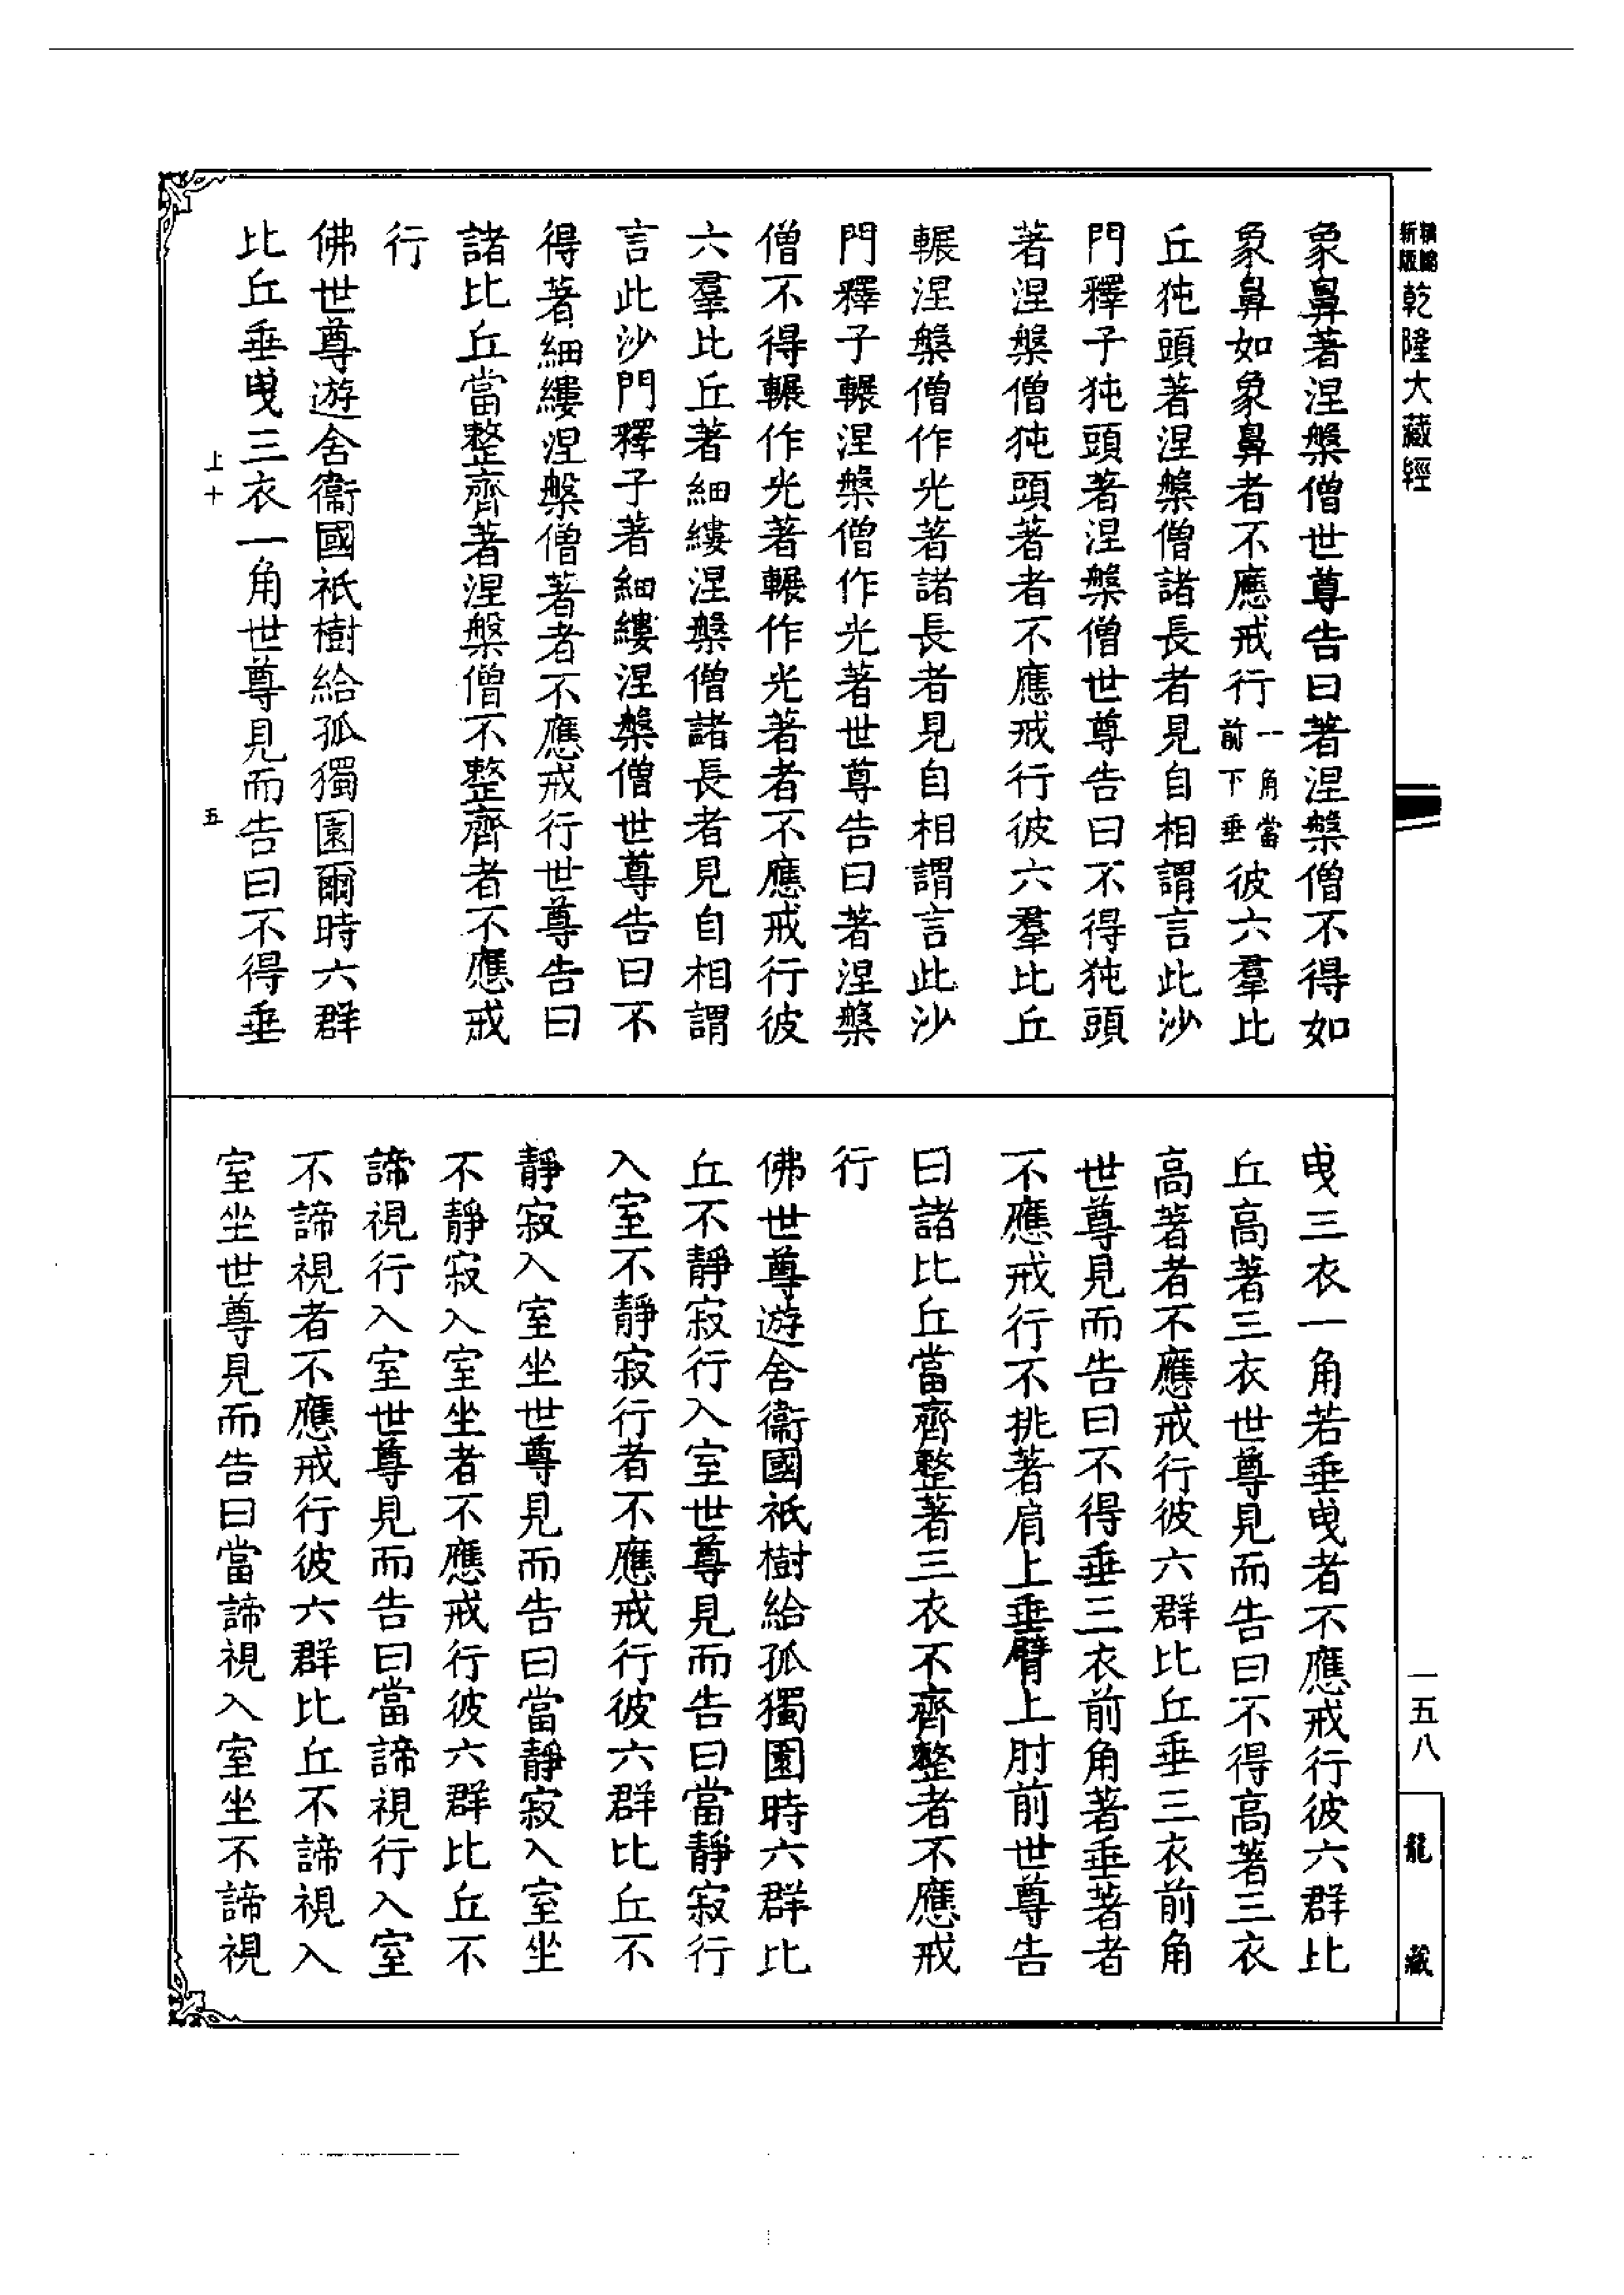 新版
乾隆大藏經
象鼻著涅槃僧世尊告曰著涅槃僧不得如
象鼻如象鼻者不應戒行一角當前下垂彼六羣比
丘㹠頭著涅槃僧諸長者見自相謂言此沙
門釋子㹠頭著涅槃僧世尊告曰不得㹠頭
著涅槃僧㹠頭著者不應戒行彼六羣比丘
輾涅槃僧作光著諸長者見自相謂言此沙
門釋子輾涅槃僧作光著世尊告曰著涅槃
僧不得輾作光著輾作光著者不應戒行彼
六羣比丘著細縷涅槃僧諸長者見自相謂
言此沙門釋子著細縷涅槃僧世尊告曰不
得著細縷涅槃僧著者不應戒行世尊告曰
諸比丘當整齊著涅槃僧不整齊者不應戒
行
佛世尊遊舍衞國祇樹給孤獨園爾時六群
比丘垂曳三衣一角世尊見而告曰不得垂
上十 五
曳三衣一角若垂曳者不應戒行彼六群比
丘高著三衣世尊見而告曰不得高著三衣
高著者不應戒行彼六群比丘垂三衣前角
世尊見而告曰不得垂三衣前角著垂著者
不應戒行不挑著肩上垂臂上肘前世尊告
曰諸比丘當齊整著三衣不齊整者不應戒
行
佛世尊遊舍衞國祇樹給孤獨園時六群比
丘不靜寂行入室世尊見而告曰當靜寂行
入室不靜寂行者不應戒行彼六群比丘不
靜寂入室坐世尊見而告曰當靜寂入室坐
不靜寂入室坐者不應戒行彼六群比丘不
諦視行入室世尊見而告曰當諦視行入室
不諦視者不應戒行彼六群比丘不諦視入
室坐世尊見而告曰當諦視入室坐不諦視
一五八
龍藏